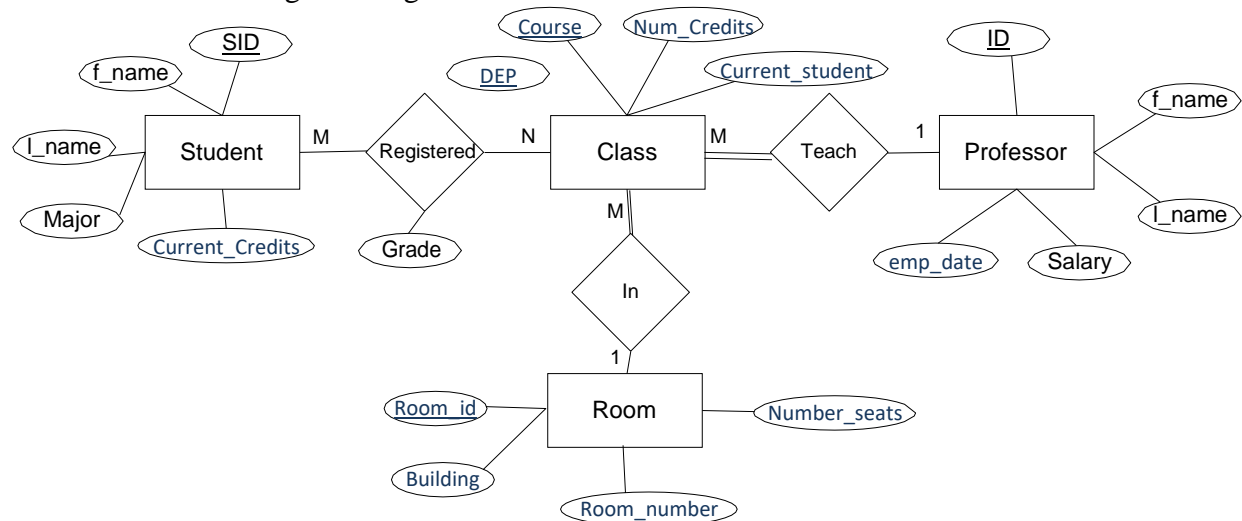 Course
Num_Credits
ID
SID
f_name
DEP
Current_student
f_name
M
N
M
1
l_name
Student
Registered
Class
Teach
Professor
Major
Current_Credits
Grade
M
l_name
emp_date
Salary
In
1
Room_id
Room
Number_seats
Building
Room_number